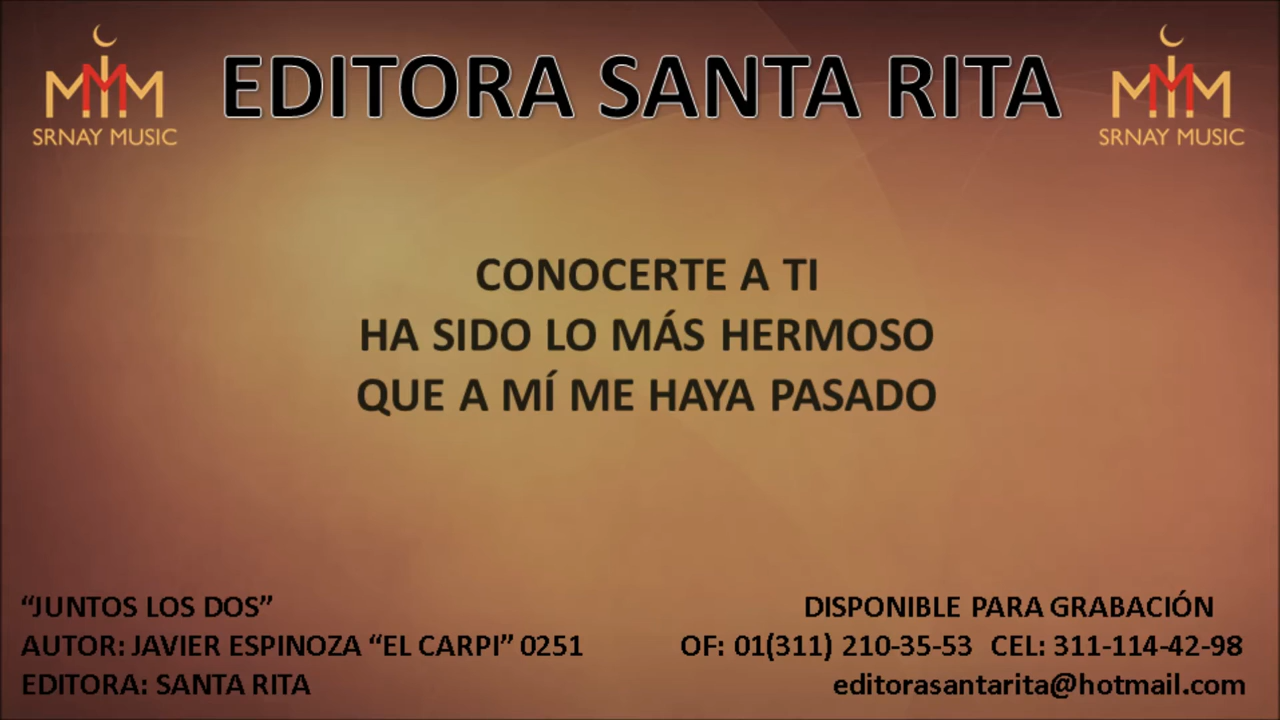 EDITORA SANTA RITA
SRNAY MUSIC
SRNAY MUSIC
CONOCERTE A TI
HA SIDO LO MÁS HERMOSO
QUE A MÍ ME HAYA PASADO
“JUNTOS LOS DOS”
AUTOR: JAVIER ESPINOZA “EL CARPI” 0251
EDITORA: SANTA RITA
DISPONIBLE PARA GRABACIÓN
OF: 01(311) 210-35-53 CEL: 311-114-42-98
editorasantarita@hotmail.com